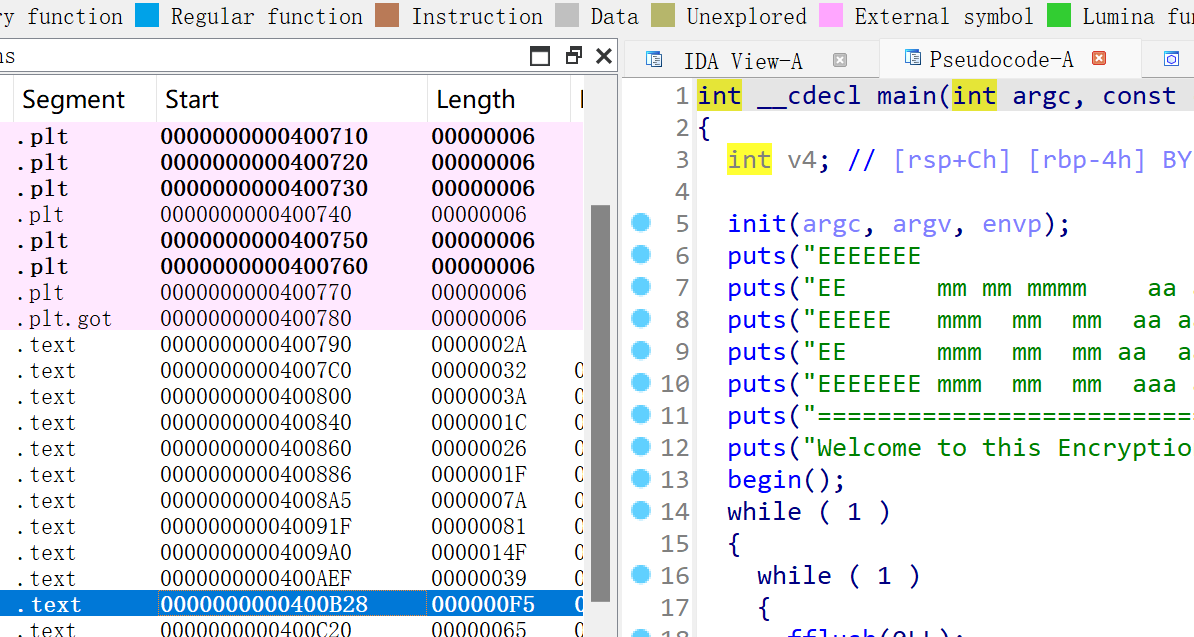 ry function Regular function Instruction Data Unexplored External symbol Lumina fun
ns
Segment Start Length
.plt 0000000000400710 00000006
.plt 0000000000400720 00000006
.plt 0000000000400730 00000006
.plt 0000000000400740 00000006
.plt 0000000000400750 00000006
.plt 0000000000400760 00000006
.plt 0000000000400770 00000006
.plt.got 0000000000400780 00000006
.text 0000000000400790 0000002A
.text 00000000004007C0 00000032 0
.text 0000000000400800 0000003A 0
.text 0000000000400840 0000001C 0
.text 0000000000400860 00000026 0
.text 0000000000400886 0000001F 0
.text 00000000004008A5 0000007A 0
.text 000000000040091F 00000081 0
.text 00000000004009A0 0000014F 0
.text 0000000000400AEF 00000039 0
.text 0000000000400B28 000000F5 0
.text 0000000000400C20 00000065 0
IDA View-A Pseudocode-A
1 int __cdecl main(int argc, const
2 {
3 int v4; // [rsp+Ch] [rbp-4h] BY
4
5 init(argc, argv, envp);
6 puts("EEEEEEE
7 puts("EE      mm mm mmmm    aa
8 puts("EEEEE   mmm  mm  mm  aa a
9 puts("EE      mmm  mm  mm aa  a
10 puts("EEEEEEE mmm  mm  mm  aaa
11 puts("=========================
12 puts("Welcome to this Encryptio
13 begin();
14 while ( 1 )
15 {
16 while ( 1 )
17 {
18 fflush(0LL);